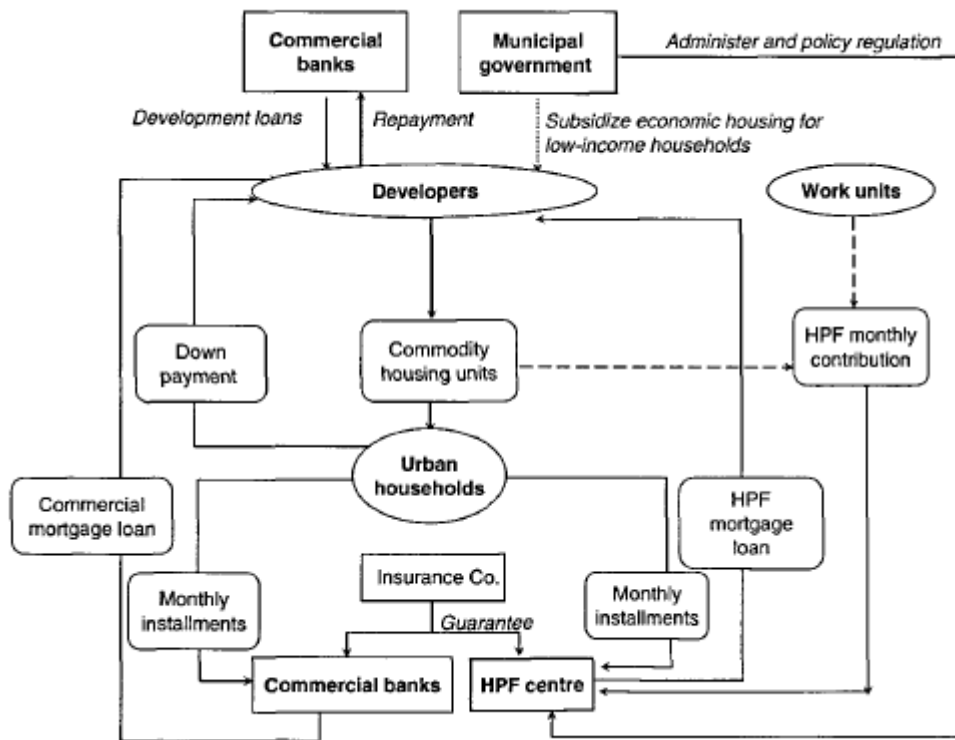 Commercial
banks
Municipal
government
Administer and policy regulation
Development loans
Repayment
Subsidize economic housing for
low-income households
Developers
Work units
Down
payment
Commodity
housing units
HPF monthly
contribution
Urban
households
Commercial
mortgage loan
HPF
mortgage
loan
Insurance Co.
Monthly
installments
Guarantee
Monthly
installments
Commercial banks
HPF centre